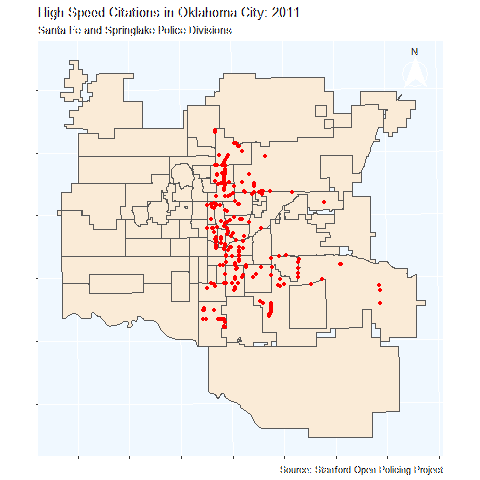 High Speed Citations in Oklahoma City: 2011
Santa Fe and Springlake Police Divisions
N
Source: Stanford Open Policing Project